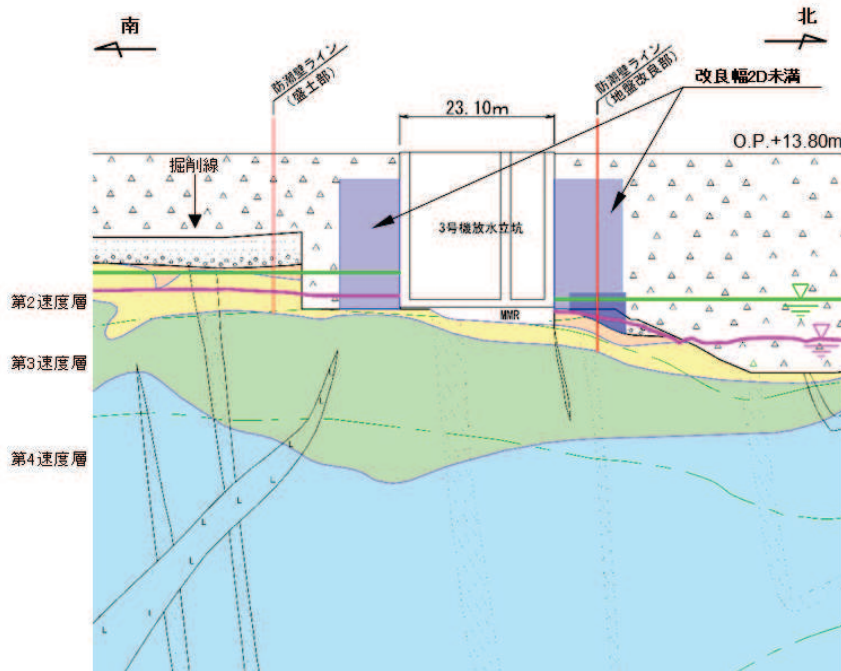 南
北
防潮壁ライン
(盛土部)
防潮壁ライン
(地盤改良部)
改良幅2D未満
23.10m
O.P.+13.80m
掘削線
3号機放水立坑
第2速度層
MMR
第3速度層
第4速度層
L
L
L
L
L
L
L